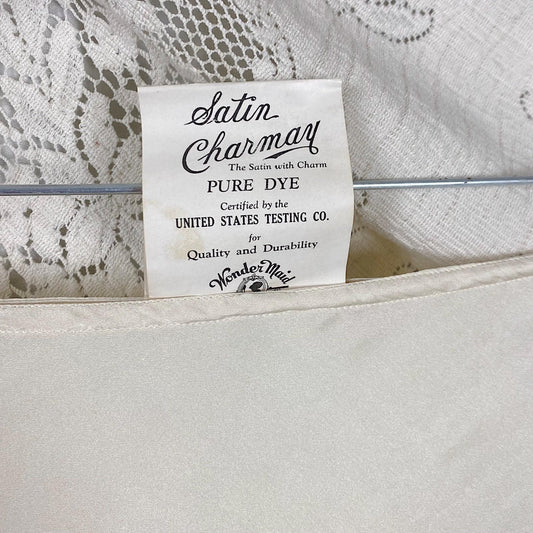 Satin
Charmay
The Satin with Charm
PURE DYE
Certified by the
UNITED STATES TESTING CO.
for
Quality and Durability
Wonder Maid